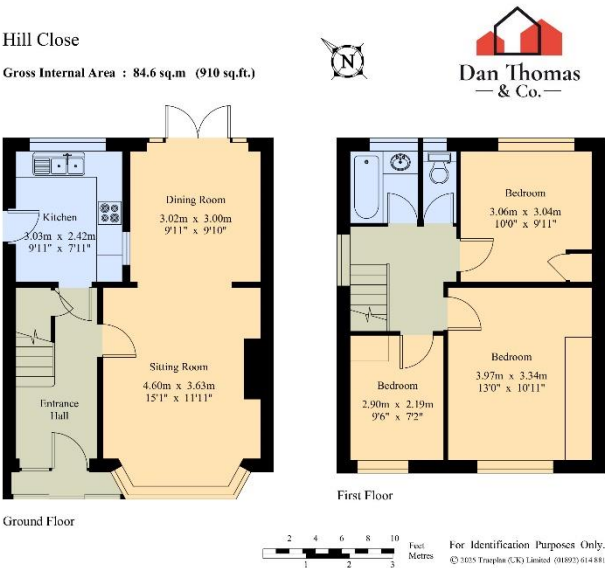 Hill Close
Gross Internal Area : 84.6 sq.m (910 sq.ft.)
N
Dan Thomas
& Co.
Kitchen
3.03m x 2.42m
9'11" x 7'11"
Dining Room
3.02m x 3.00m
9'11" x 9'10"
Sitting Room
4.60m x 3.63m
15'1" x 11'11"
Entrance
Hall
Ground Floor
Bedroom
3.06m x 3.04m
10'0" x 9'11"
Bedroom
3.97m x 3.34m
13'0" x 10'11"
Bedroom
2.90m x 2.19m
9'6" x 7'2"
First Floor
2 4 6 8 10
Feet
Metres
1 2 3
For Identification Purposes Only.
© 2025 Trueplan (UK) Limited (01892) 614 881